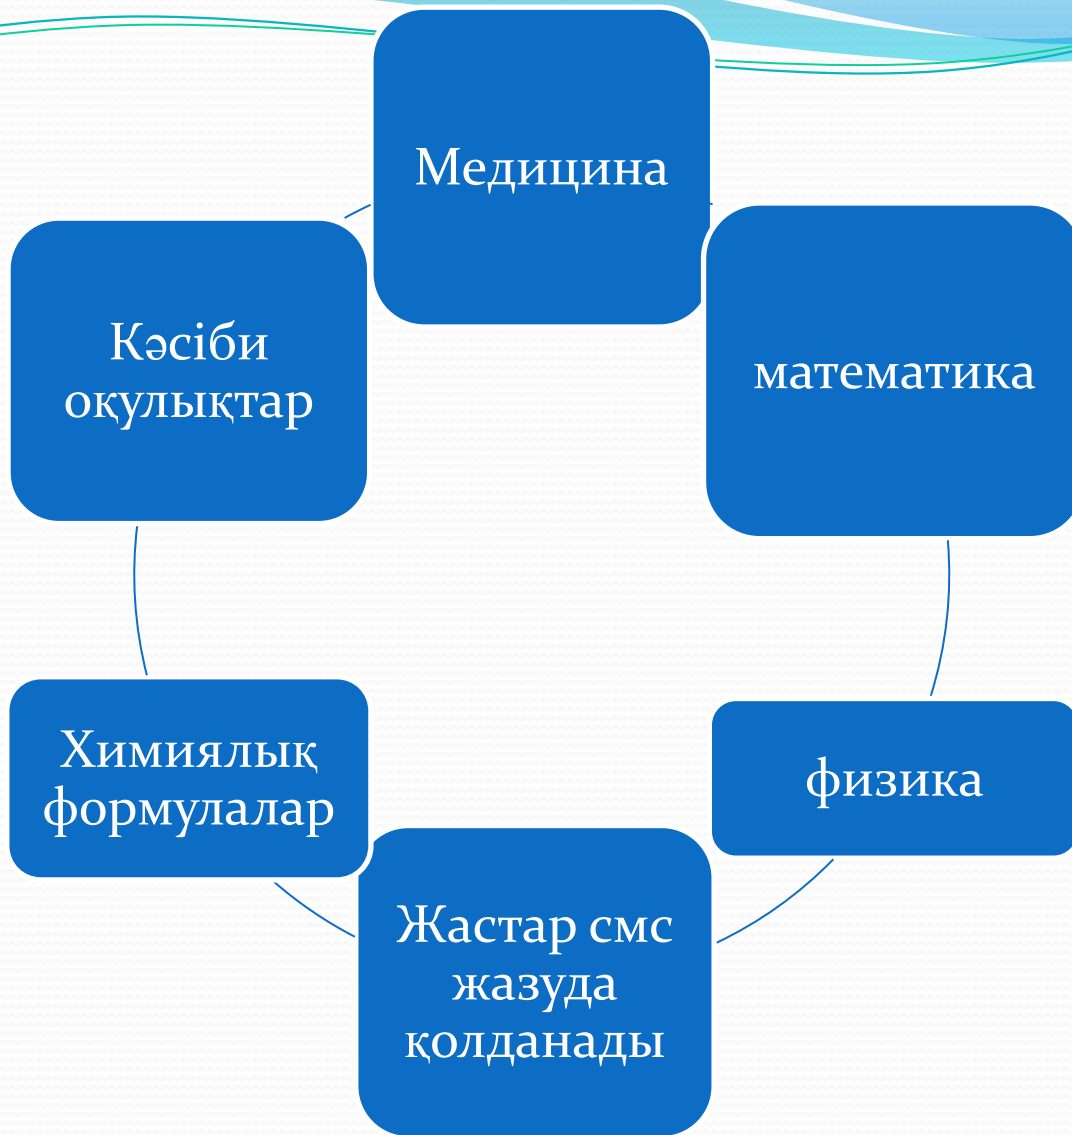 Медицина
математика
физика
Жастар смс
жазуда
қолданады
Химиялық
формулалар
Кәсіби
оқулықтар